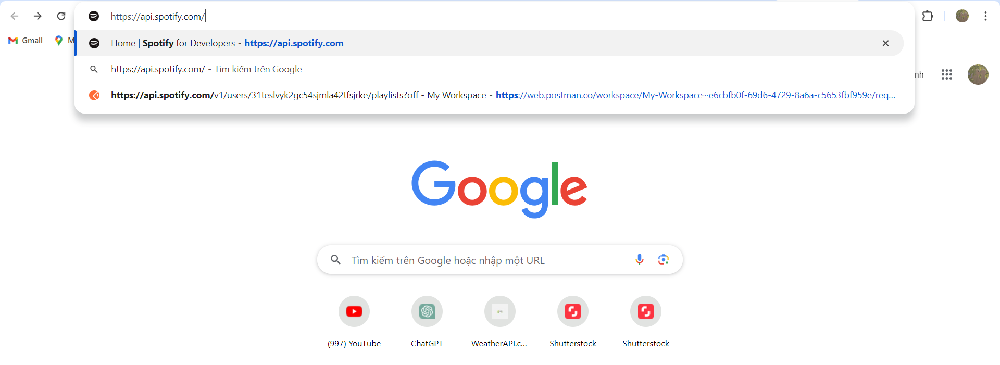 https://api.spotify.com/
Gmail
M
Home | Spotify for Developers - https://api.spotify.com
https://api.spotify.com/ - Tìm kiếm trên Google
nh
https://api.spotify.com/v1/users/31teslvyk2gc54sjmla42tfsjrke/playlists?off - My Workspace - https://web.postman.co/workspace/My-Workspace~e6cbfb0f-69d6-4729-8a6a-c5653fbf959e/req...
Google
Tìm kiếm trên Google hoặc nhập một URL
(997) YouTube
ChatGPT
WeatherAPI.c...
Shutterstock
Shutterstock